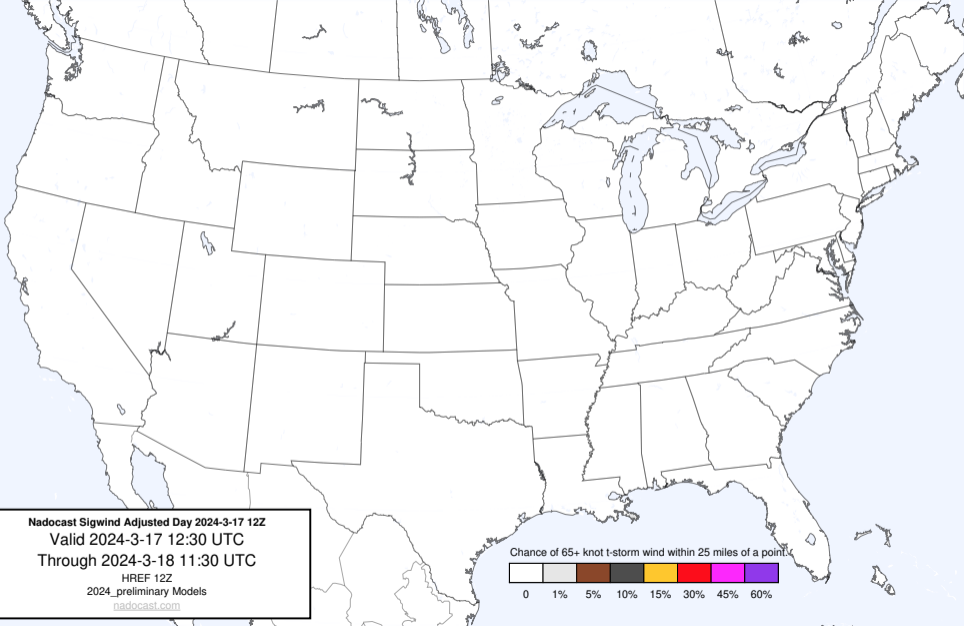 Nadocast Sigwind Adjusted Day 2024-3-17 12Z
Valid 2024-3-17 12:30 UTC
Through 2024-3-18 11:30 UTC
HREF 12Z
2024_preliminary Models
nadocast.com
Chance of 65+ knot t-storm wind within 25 miles of a point.
0 1% 5% 10% 15% 30% 45% 60%